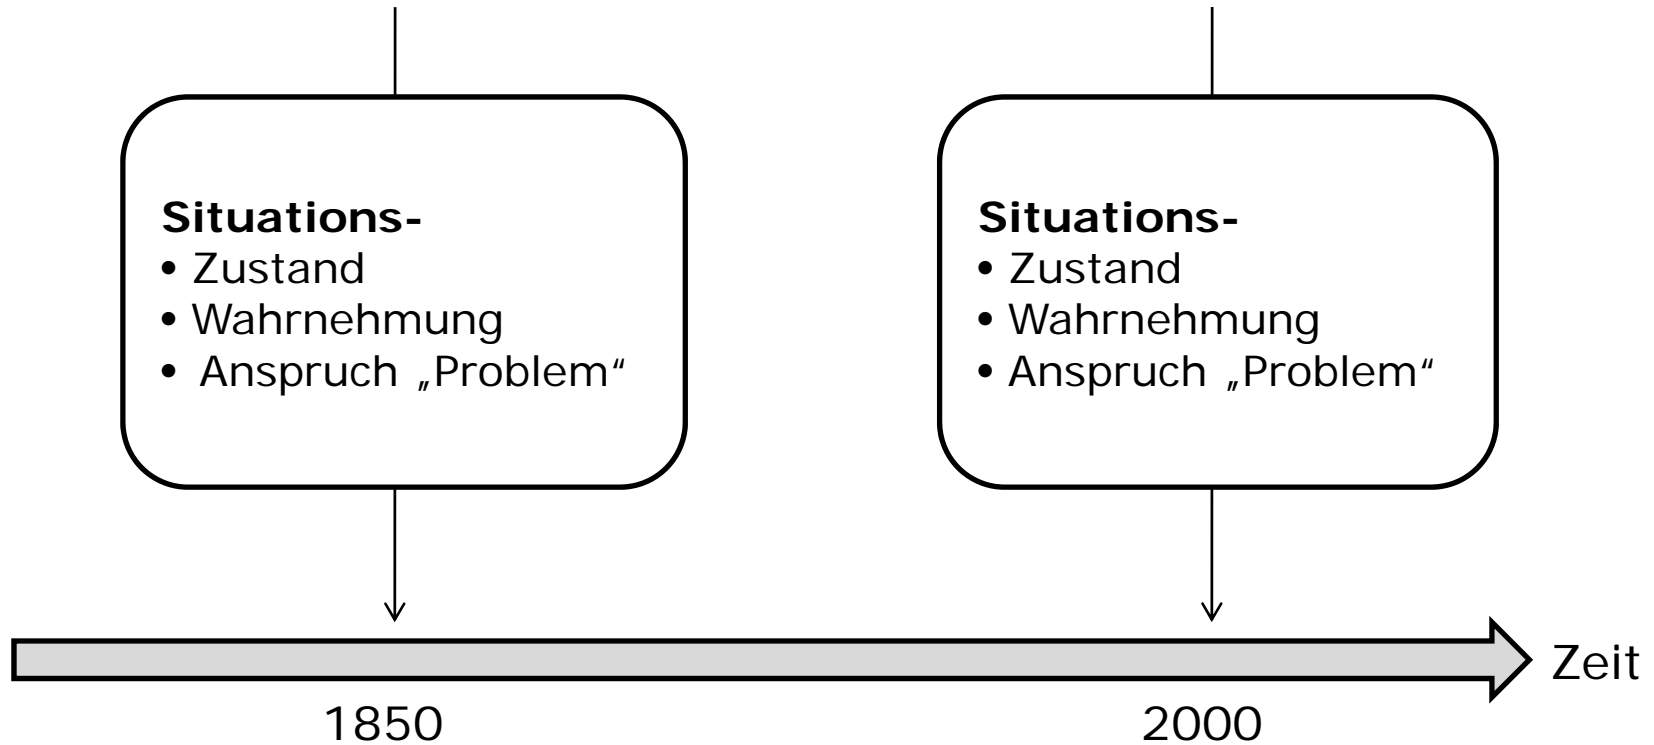 Situations-
• Zustand
• Wahrnehmung
• Anspruch „Problem“
Situations-
• Zustand
• Wahrnehmung
• Anspruch „Problem“
Zeit
1850
2000